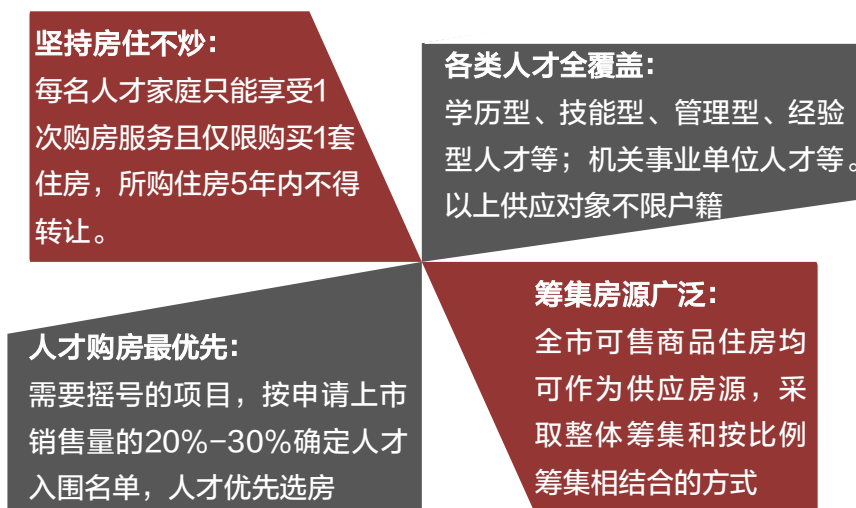 坚持房住不炒：
每名人才家庭只能享受1
次购房服务且仅限购买1套
住房，所购住房5年内不得
转让。
各类人才全覆盖：
学历型、技能型、管理型、经验
型人才等；机关事业单位人才等。
以上供应对象不限户籍
人才购房最优先：
需要摇号的项目，按申请上市
销售量的20%-30%确定人才
入围名单，人才优先选房
筹集房源广泛：
全市可售商品住房均
可作为供应房源，采
取整体筹集和按比例
筹集相结合的方式